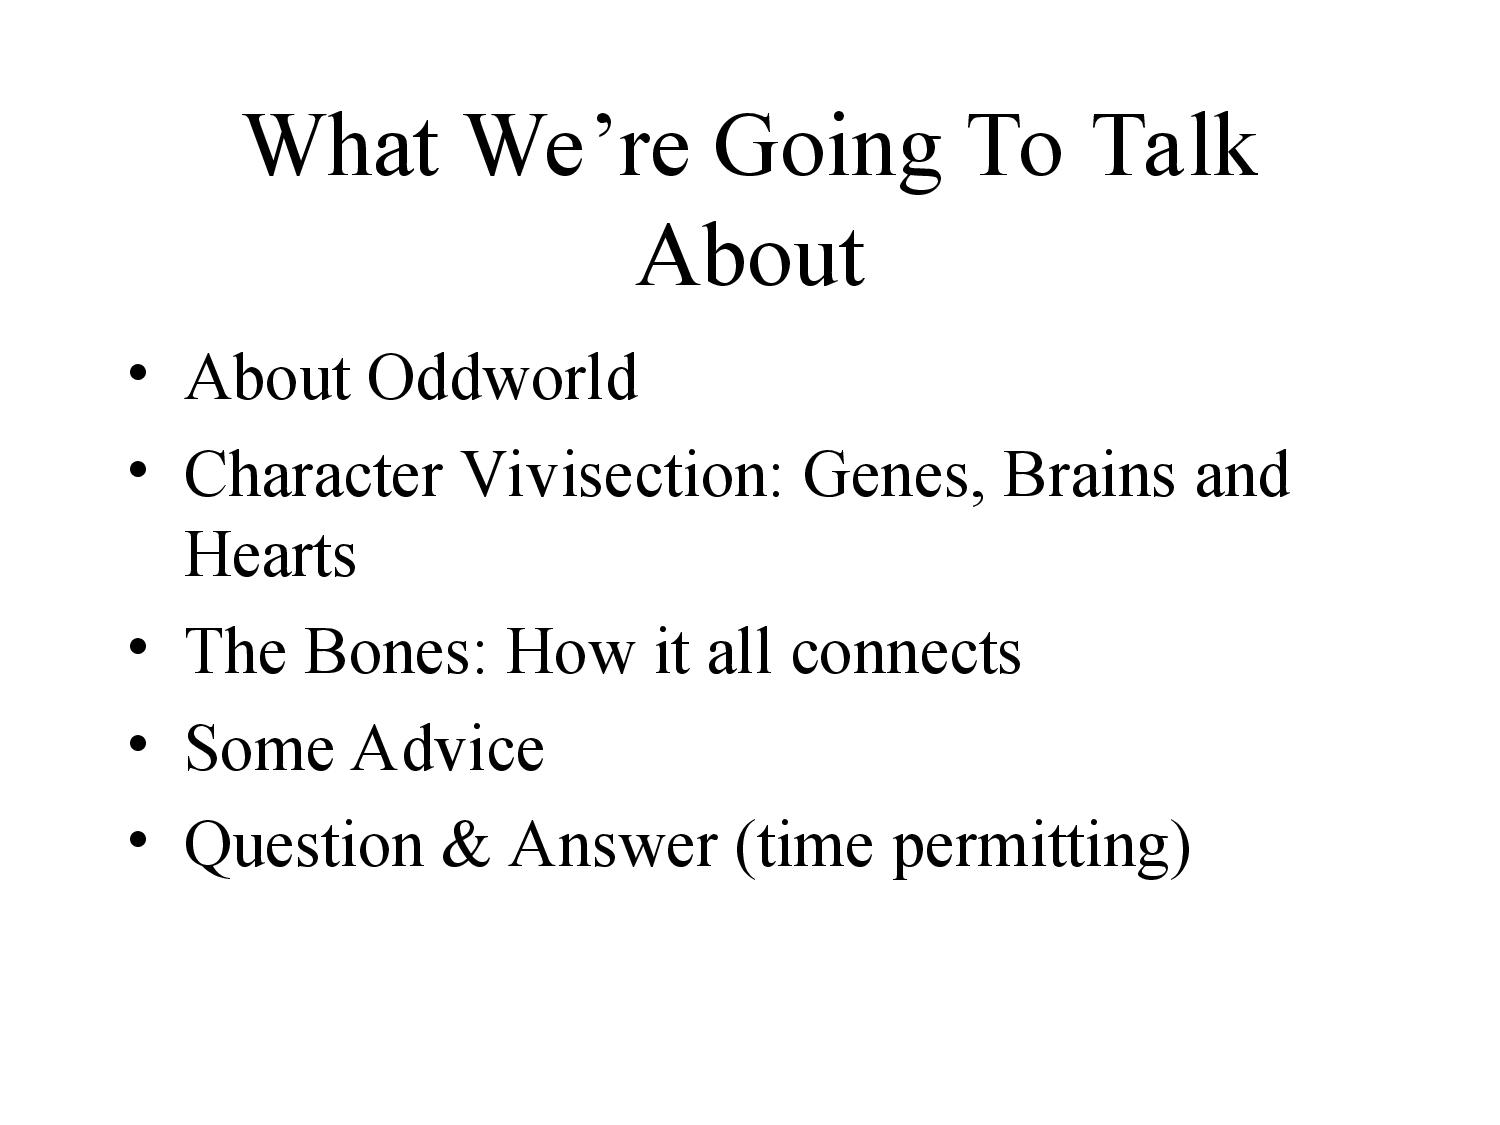 What We’re Going To Talk
About
• About Oddworld
• Character Vivisection: Genes, Brains and
Hearts
• The Bones: How it all connects
• Some Advice
• Question & Answer (time permitting)